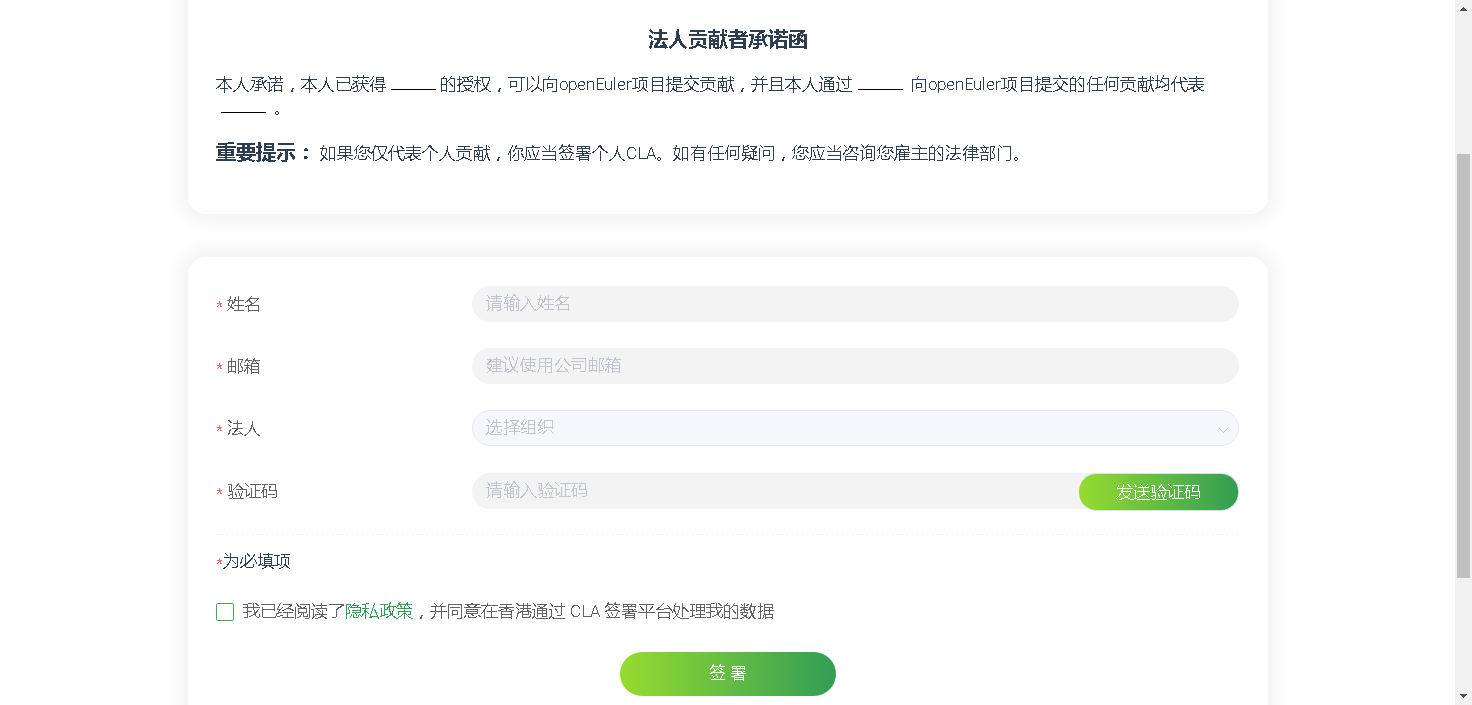 法人贡献者承诺函
本人承诺，本人已获得 _____ 的授权，可以向openEuler项目提交贡献，并且本人通过 _____ 向openEuler项目提交的任何贡献均代表
_____ 。
重要提示： 如果您仅代表个人贡献，你应当签署个人CLA。如有任何疑问，您应当咨询您雇主的法律部门。
* 姓名 请输入姓名
* 邮箱 建议使用公司邮箱
* 法人 选择组织
* 验证码 请输入验证码 发送验证码
*为必填项
我已经阅读了隐私政策，并同意在香港通过 CLA 签署平台处理我的数据
签 署